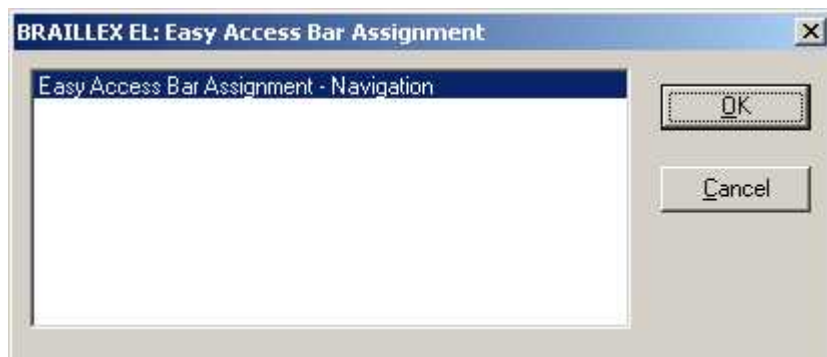 BRAILLEX EL: Easy Access Bar Assignment
Easy Access Bar Assignment - Navigation
OK
Cancel